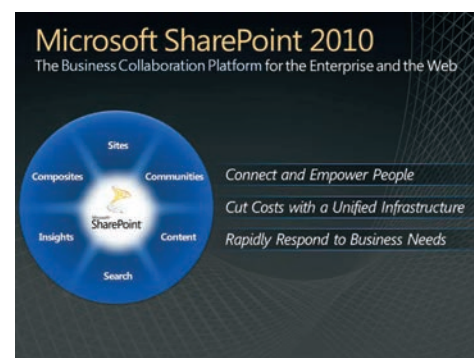 Microsoft SharePoint 2010
The Business Collaboration Platform for the Enterprise and the Web
Sites
Composites
Communities
Microsoft
SharePoint
Insights
Content
Search
Connect and Empower People
Cut Costs with a Unified Infrastructure
Rapidly Respond to Business Needs